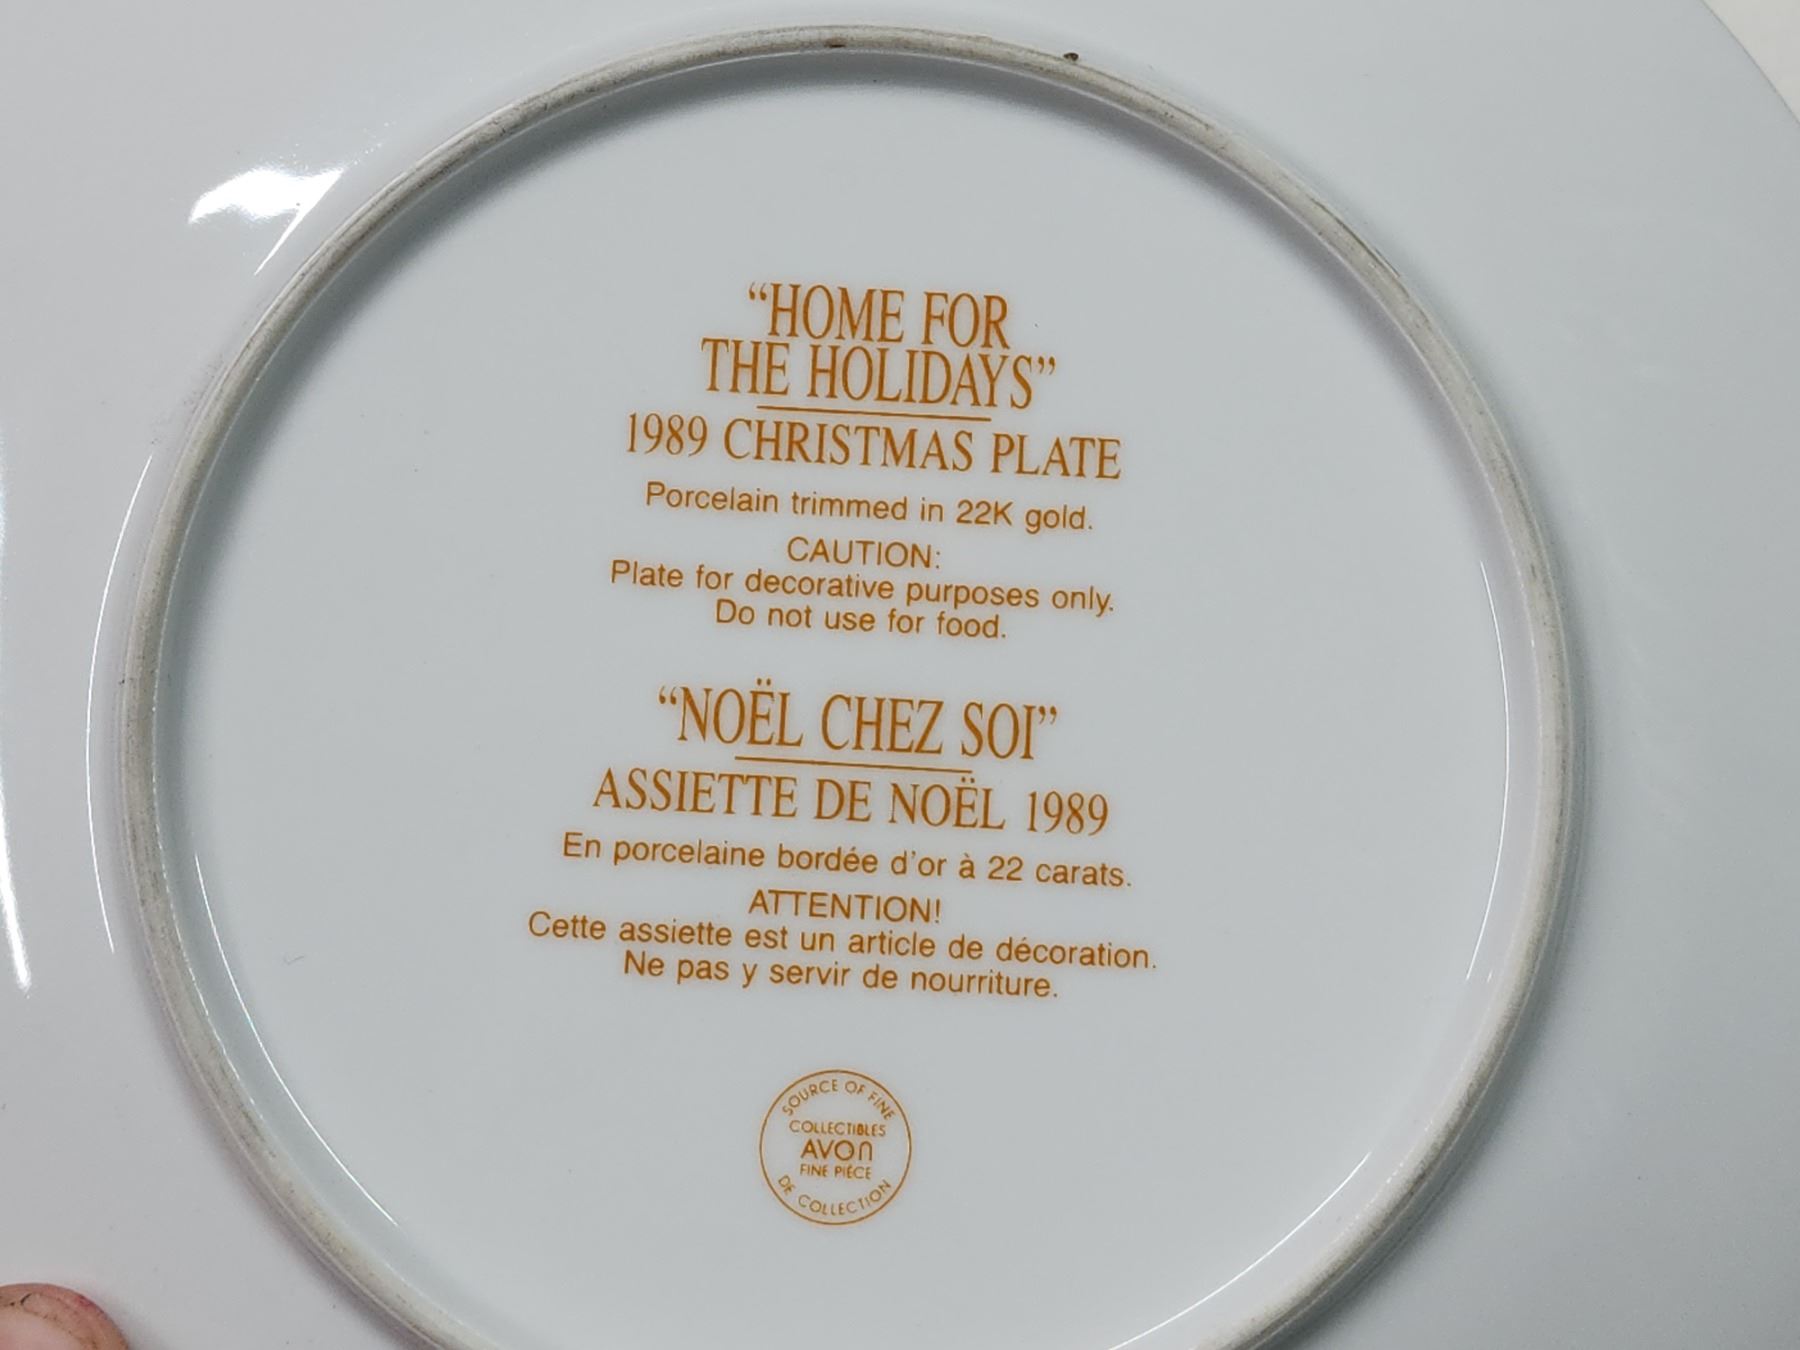 “HOME FOR
THE HOLIDAYS”
1989 CHRISTMAS PLATE
Porcelain trimmed in 22K gold.
CAUTION:
Plate for decorative purposes only.
Do not use for food.
“NOËL CHEZ SOI”
ASSIETTE DE NOËL 1989
En porcelaine bordée d’or à 22 carats.
ATTENTION!
Cette assiette est un article de décoration.
Ne pas y servir de nourriture.
SOURCE OF FINE
COLLECTIBLES
AVON
FINE PIÉCE
DE COLLECTION